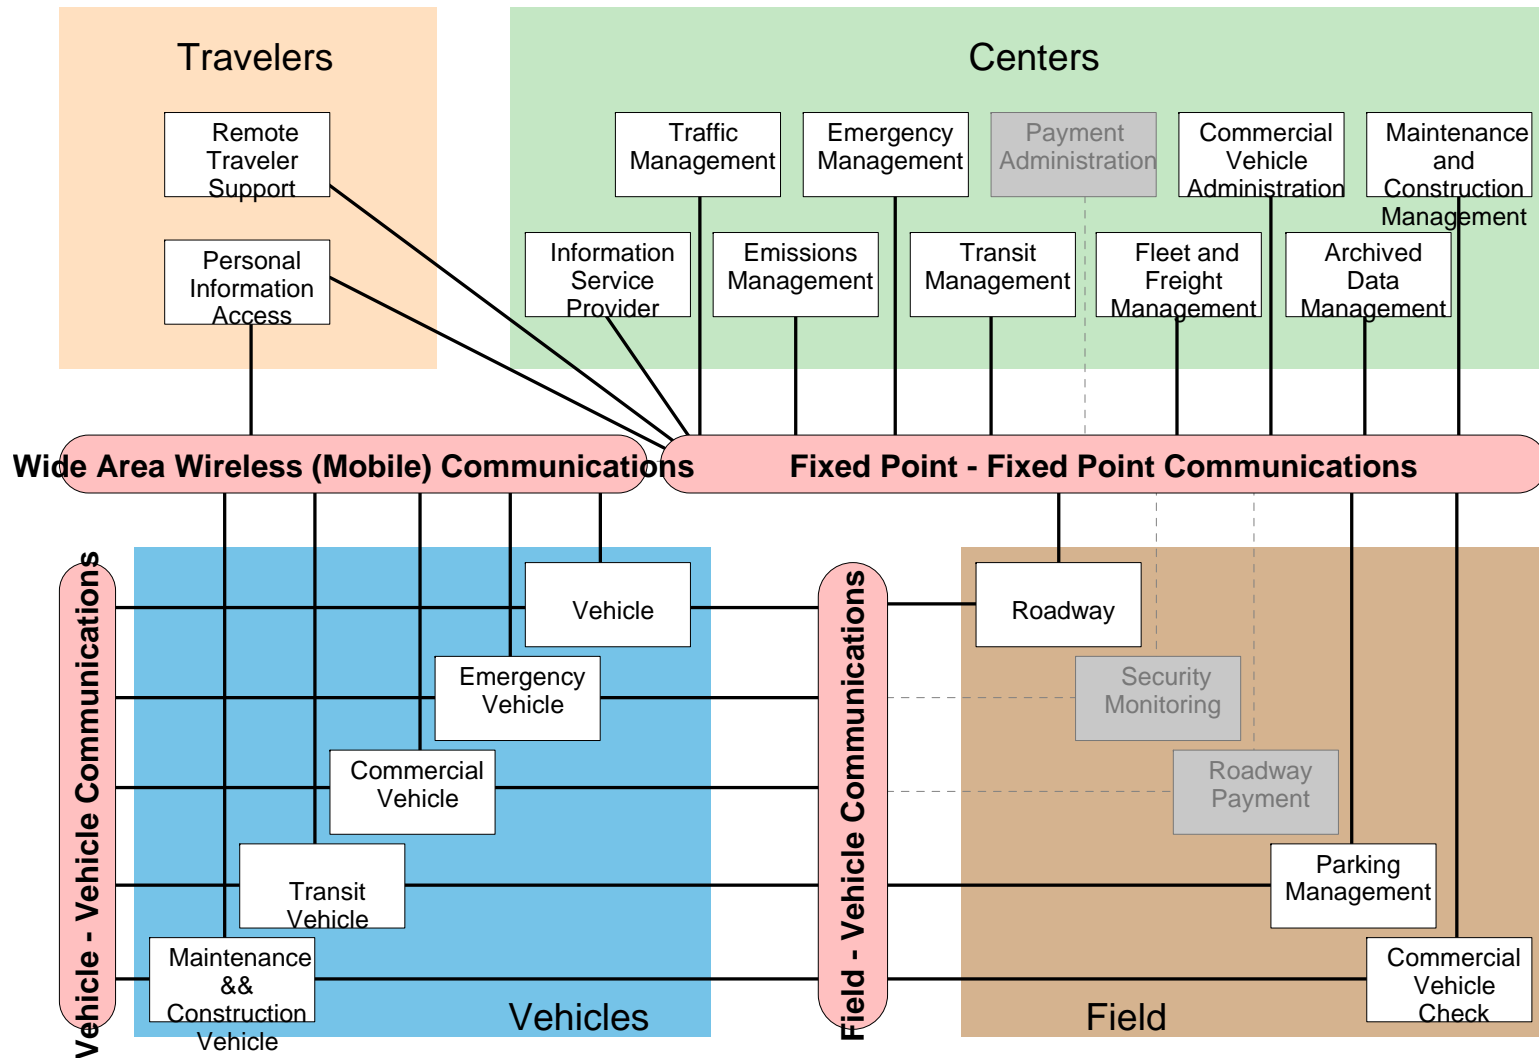 Travelers
Centers
Remote
Traveler
Support
Traffic
Management
Emergency
Management
Payment
Administration
Commercial
Vehicle
Administration
Maintenance
and
Construction
Management
Personal
Information
Access
Information
Service
Provider
Emissions
Management
Transit
Management
Fleet and
Freight
Management
Archived
Data
Management
Wide Area Wireless (Mobile) Communications
Fixed Point - Fixed Point Communications
Vehicle - Vehicle Communications
Vehicle
Emergency
Vehicle
Commercial
Vehicle
Transit
Vehicle
Maintenance
&&
Construction
Vehicle
Vehicles
Field - Vehicle Communications
Roadway
Security
Monitoring
Roadway
Payment
Parking
Management
Commercial
Vehicle
Check
Field